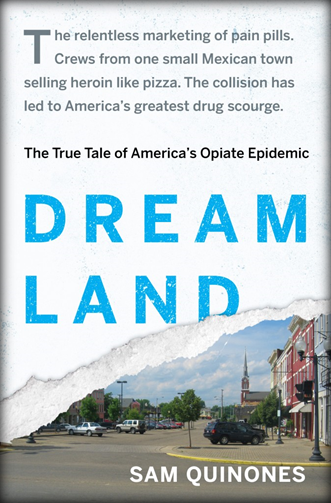 The relentless marketing of pain pills.
Crews from one small Mexican town
selling heroin like pizza. The collision has
led to America's greatest drug scourge.
The True Tale of America's Opiate Epidemic
DREAM
LAND
SAM QUINONES